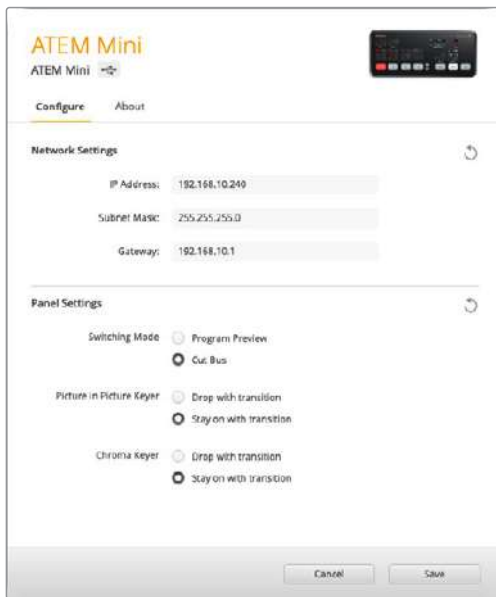 ATEM Mini
ATEM Mini
Configure About
Network Settings
IP Address: 192.168.10.240
Subnet Mask: 255.255.255.0
Gateway: 192.168.10.1
Panel Settings
Switching Mode Program Preview
Cut Bus
Picture in Picture Keyer Drop with transition
Stay on with transition
Chroma Keyer Drop with transition
Stay on with transition
Cancel Save